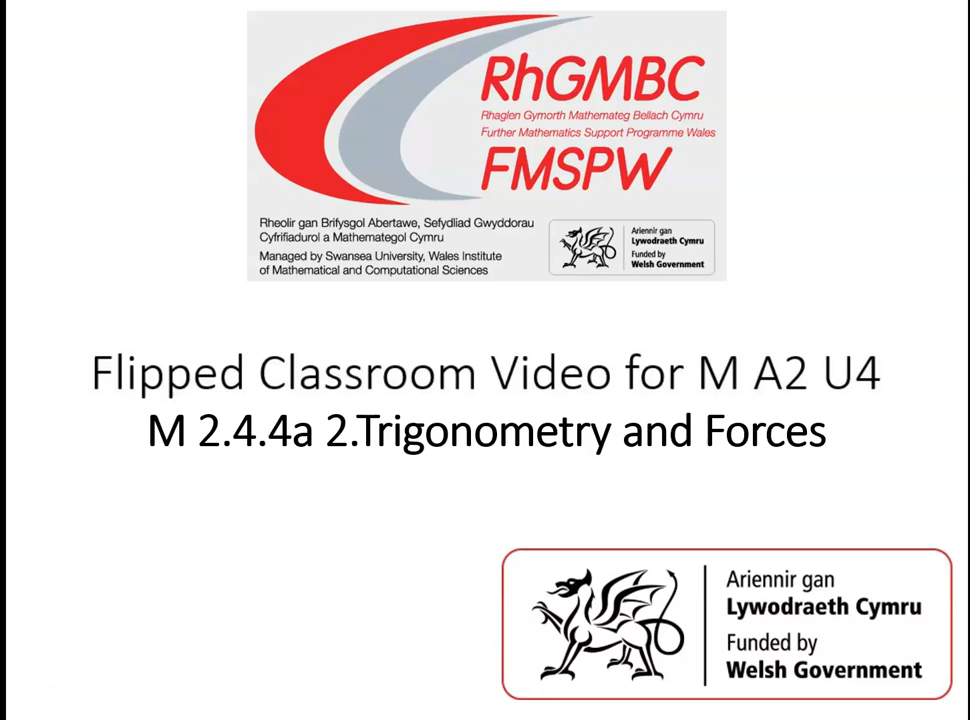 RhGMBC
Rhaglen Gymorth Mathemateg Bellach Cymru
Further Mathematics Support Programme Wales
FMSPW
Rheolir gan Brifysgol Abertawe, Sefydliad Gwyddorau
Cyfrifiadurol a Mathemategol Cymru
Managed by Swansea University, Wales Institute
of Mathematical and Computational Sciences
Ariennir gan
Lywodraeth Cymru
Funded by
Welsh Government
Flipped Classroom Video for M A2 U4
M 2.4.4a 2.Trigonometry and Forces
Ariennir gan
Lywodraeth Cymru
Funded by
Welsh Government